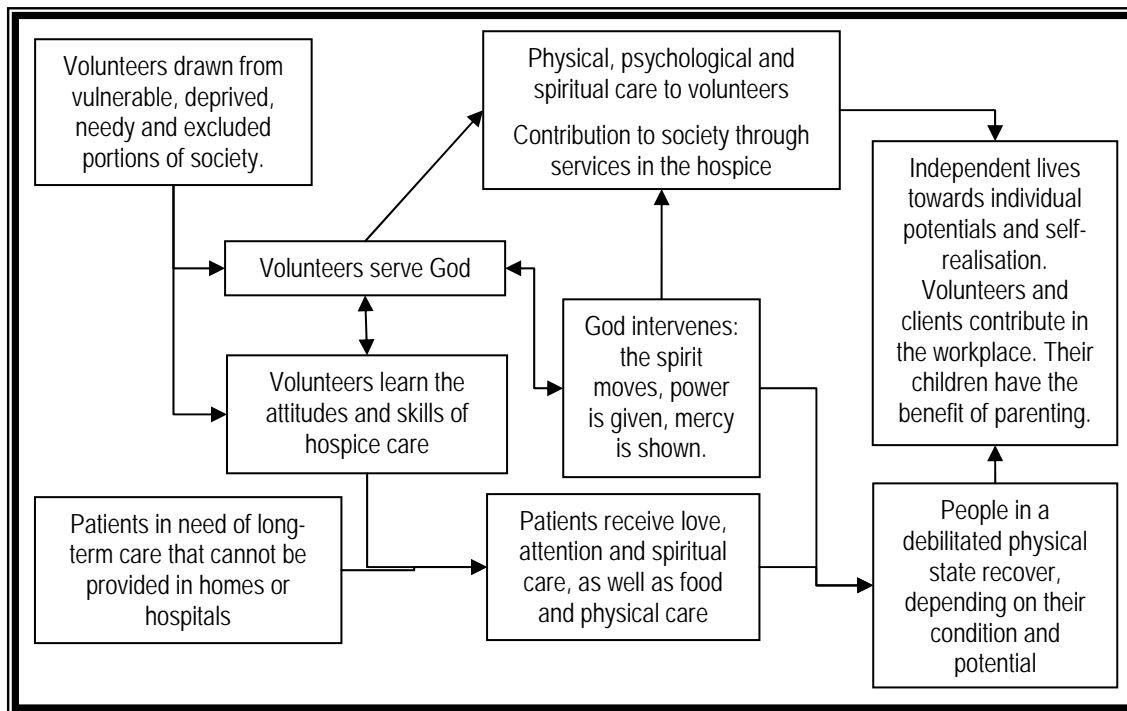 Volunteers drawn from
vulnerable, deprived,
needy and excluded
portions of society.
Physical, psychological and
spiritual care to volunteers
Contribution to society through
services in the hospice
Independent lives
towards individual
potentials and self-
realisation.
Volunteers and
clients contribute in
the workplace. Their
children have the
benefit of parenting.
Volunteers serve God
God intervenes:
the spirit
moves, power
is given, mercy
is shown.
Volunteers learn the
attitudes and skills of
hospice care
Patients in need of long-
term care that cannot be
provided in homes or
hospitals
Patients receive love,
attention and spiritual
care, as well as food
and physical care
People in a
debilitated physical
state recover,
depending on their
condition and
potential